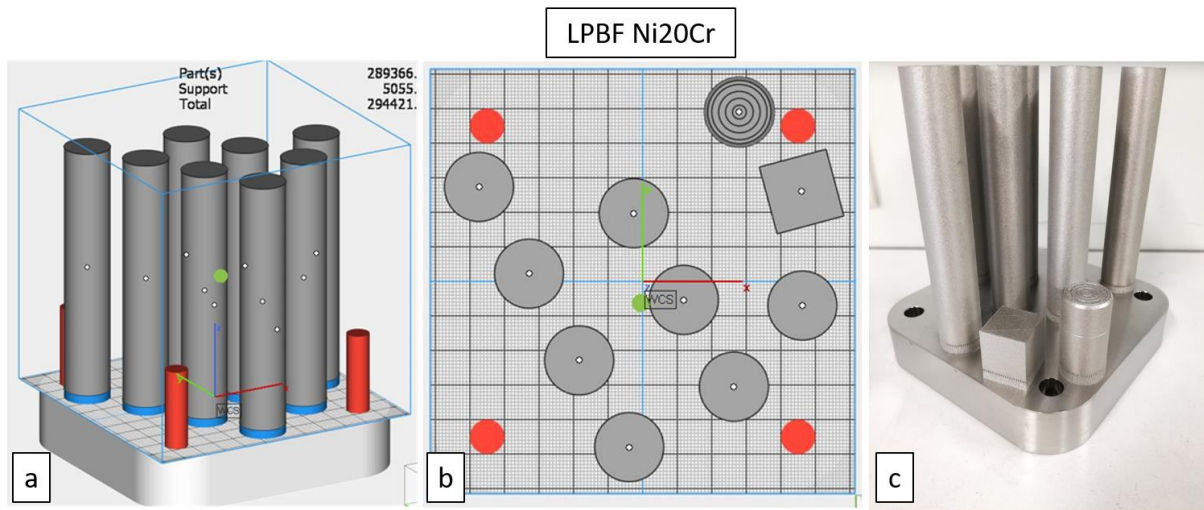 LPBF Ni20Cr
Part(s) 289366.
Support 5055.
Total 294421.
z
y
x
WCS
a
y
z
x
WCS
b
c